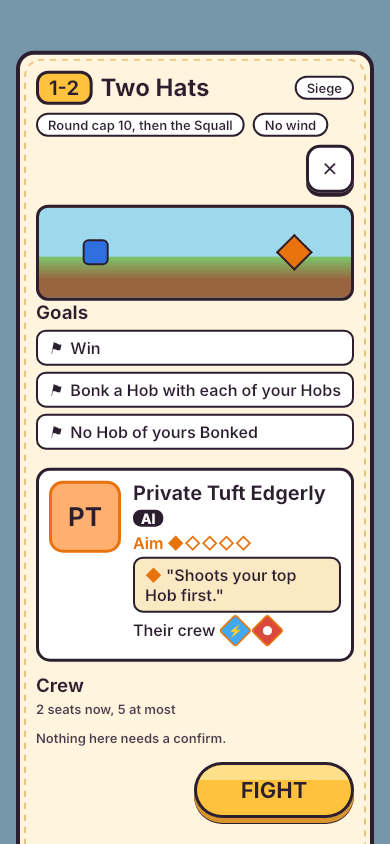 1-2 Two Hats Siege
Round cap 10, then the Squall No wind
×
Goals
Win
Bonk a Hob with each of your Hobs
No Hob of yours Bonked
PT
Private Tuft Edgerly
AI
Aim
"Shoots your top
Hob first."
Their crew
Crew
2 seats now, 5 at most
Nothing here needs a confirm.
FIGHT